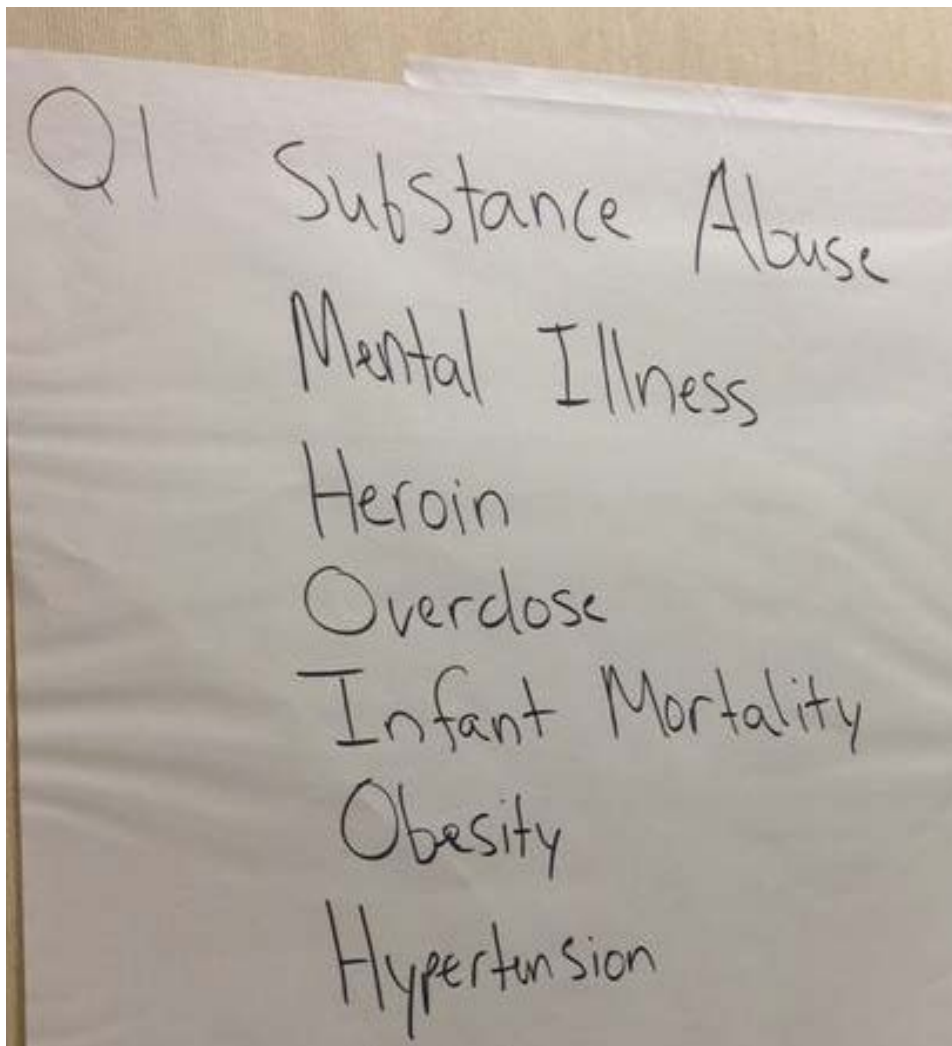 Q1 Substance Abuse
Mental Illness
Heroin
Overdose
Infant Mortality
Obesity
Hypertension